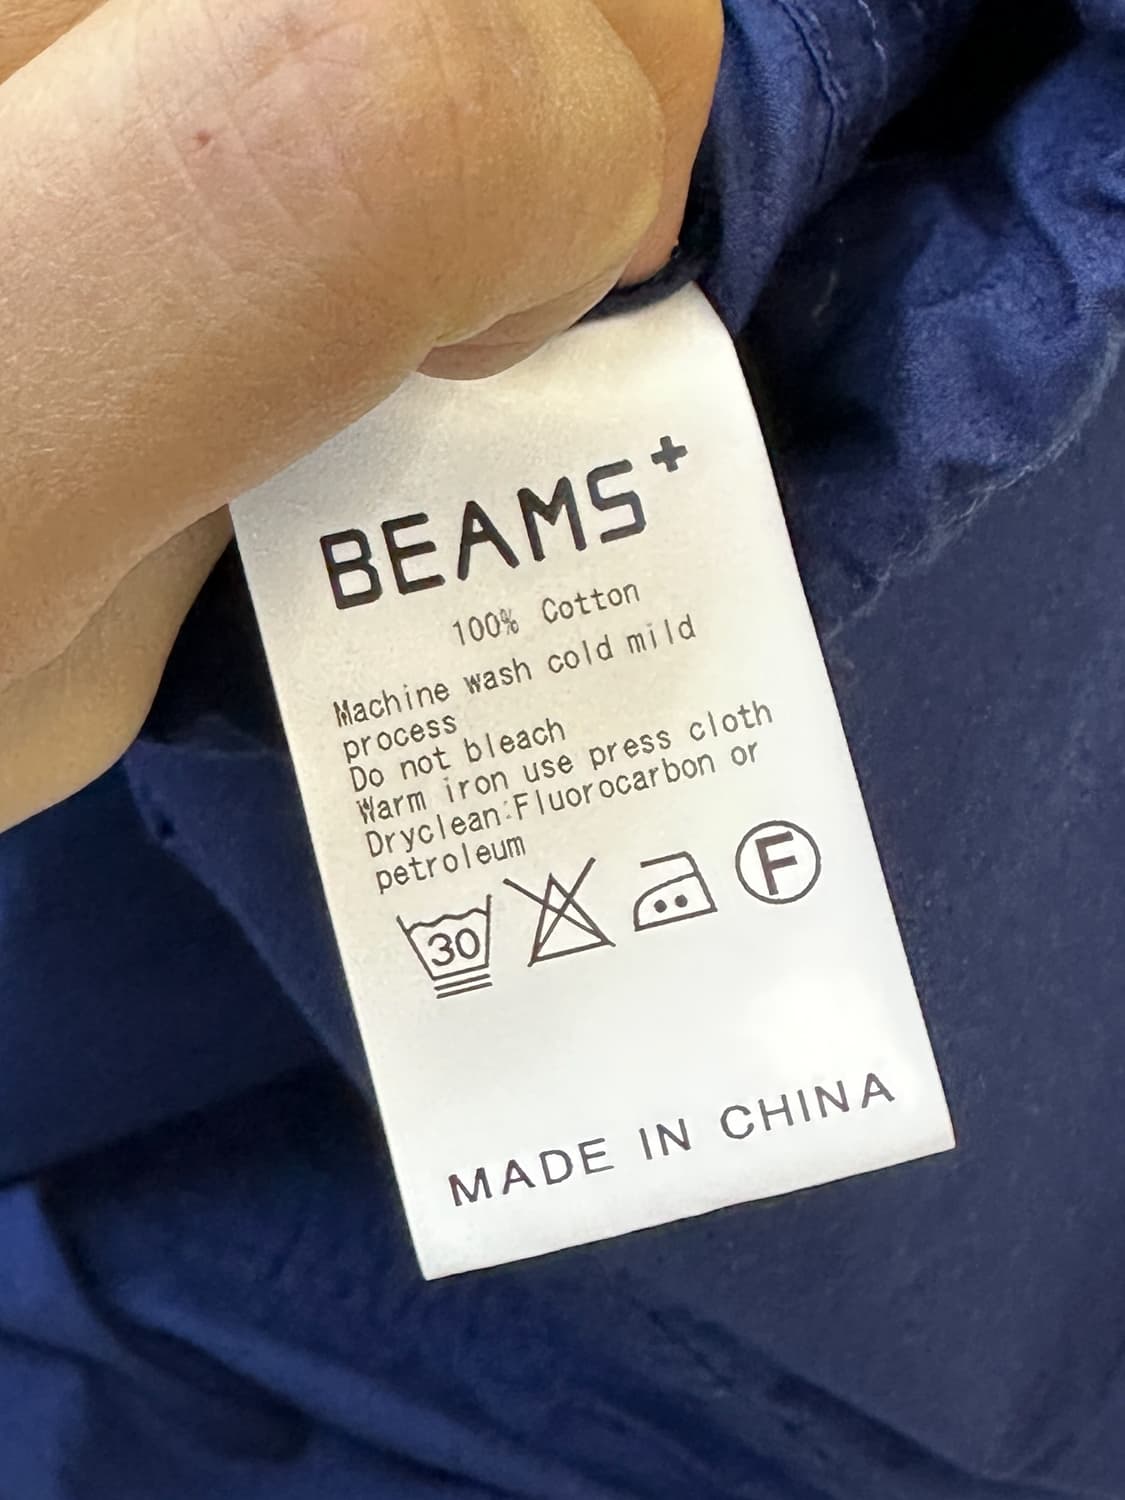 BEAMS+
100% Cotton
Machine wash cold mild
process
Do not bleach
Warm iron use press cloth
Dryclean:Fluorocarbon or
petroleum
30 F
MADE IN CHINA